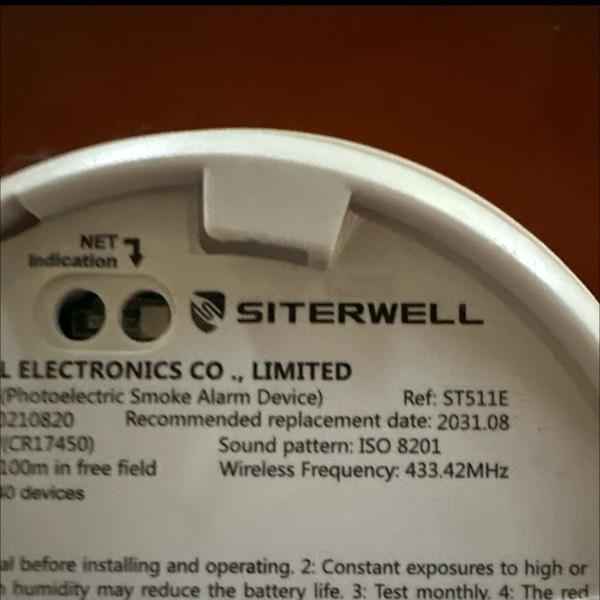 NET
Indication
SITERWELL
L ELECTRONICS CO ., LIMITED
(Photoelectric Smoke Alarm Device) Ref: ST511E
0210820 Recommended replacement date: 2031.08
(CR17450) Sound pattern: ISO 8201
100m in free field Wireless Frequency: 433.42MHz
40 devices
al before installing and operating. 2: Constant exposures to high or
humidity may reduce the battery life. 3: Test monthly. 4: The red